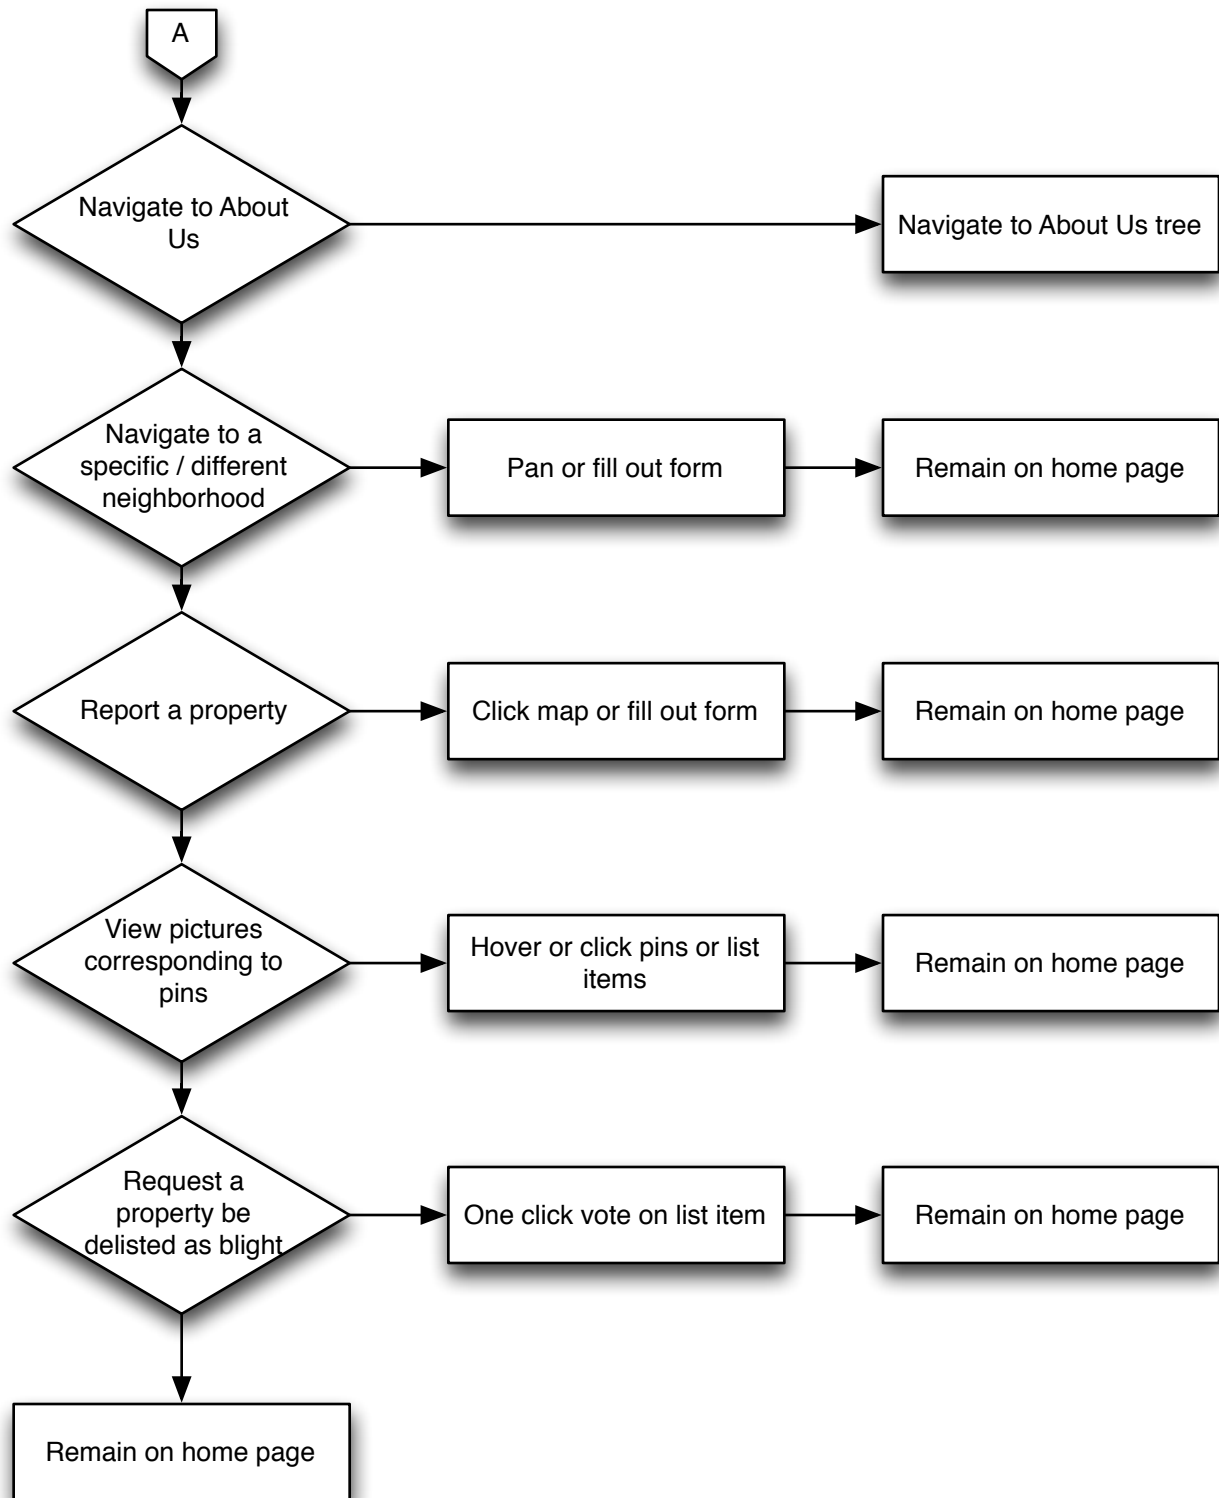 A
Navigate to About
Us
Navigate to About Us tree
Navigate to a
specific / different
neighborhood
Pan or fill out form
Remain on home page
Report a property
Click map or fill out form
Remain on home page
View pictures
corresponding to
pins
Hover or click pins or list
items
Remain on home page
Request a
property be
delisted as blight
One click vote on list item
Remain on home page
Remain on home page